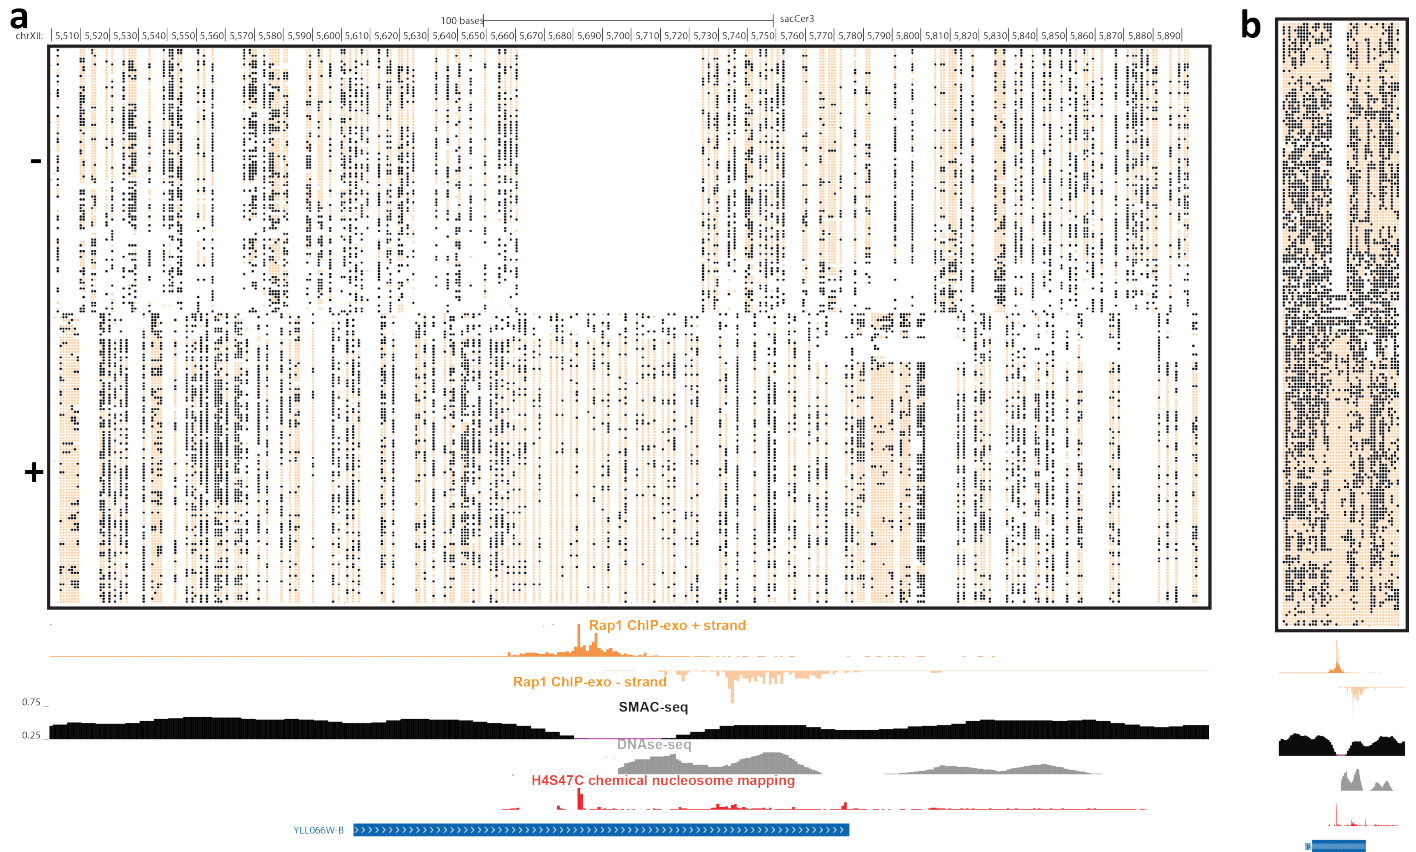 a
b
100 bases
sacCer3
chrXII:
5,510 5,520 5,530 5,540 5,550 5,560 5,570 5,580 5,590 5,600 5,610 5,620 5,630 5,640 5,650 5,660 5,670 5,680 5,690 5,700 5,710 5,720 5,730 5,740 5,750 5,760 5,770 5,780 5,790 5,800 5,810 5,820 5,830 5,840 5,850 5,860 5,870 5,880 5,890
-
+
Rap1 ChIP-exo + strand
Rap1 ChIP-exo - strand
0.75
SMAC-seq
0.25
DNAse-seq
H4S47C chemical nucleosome mapping
YLL066W-B